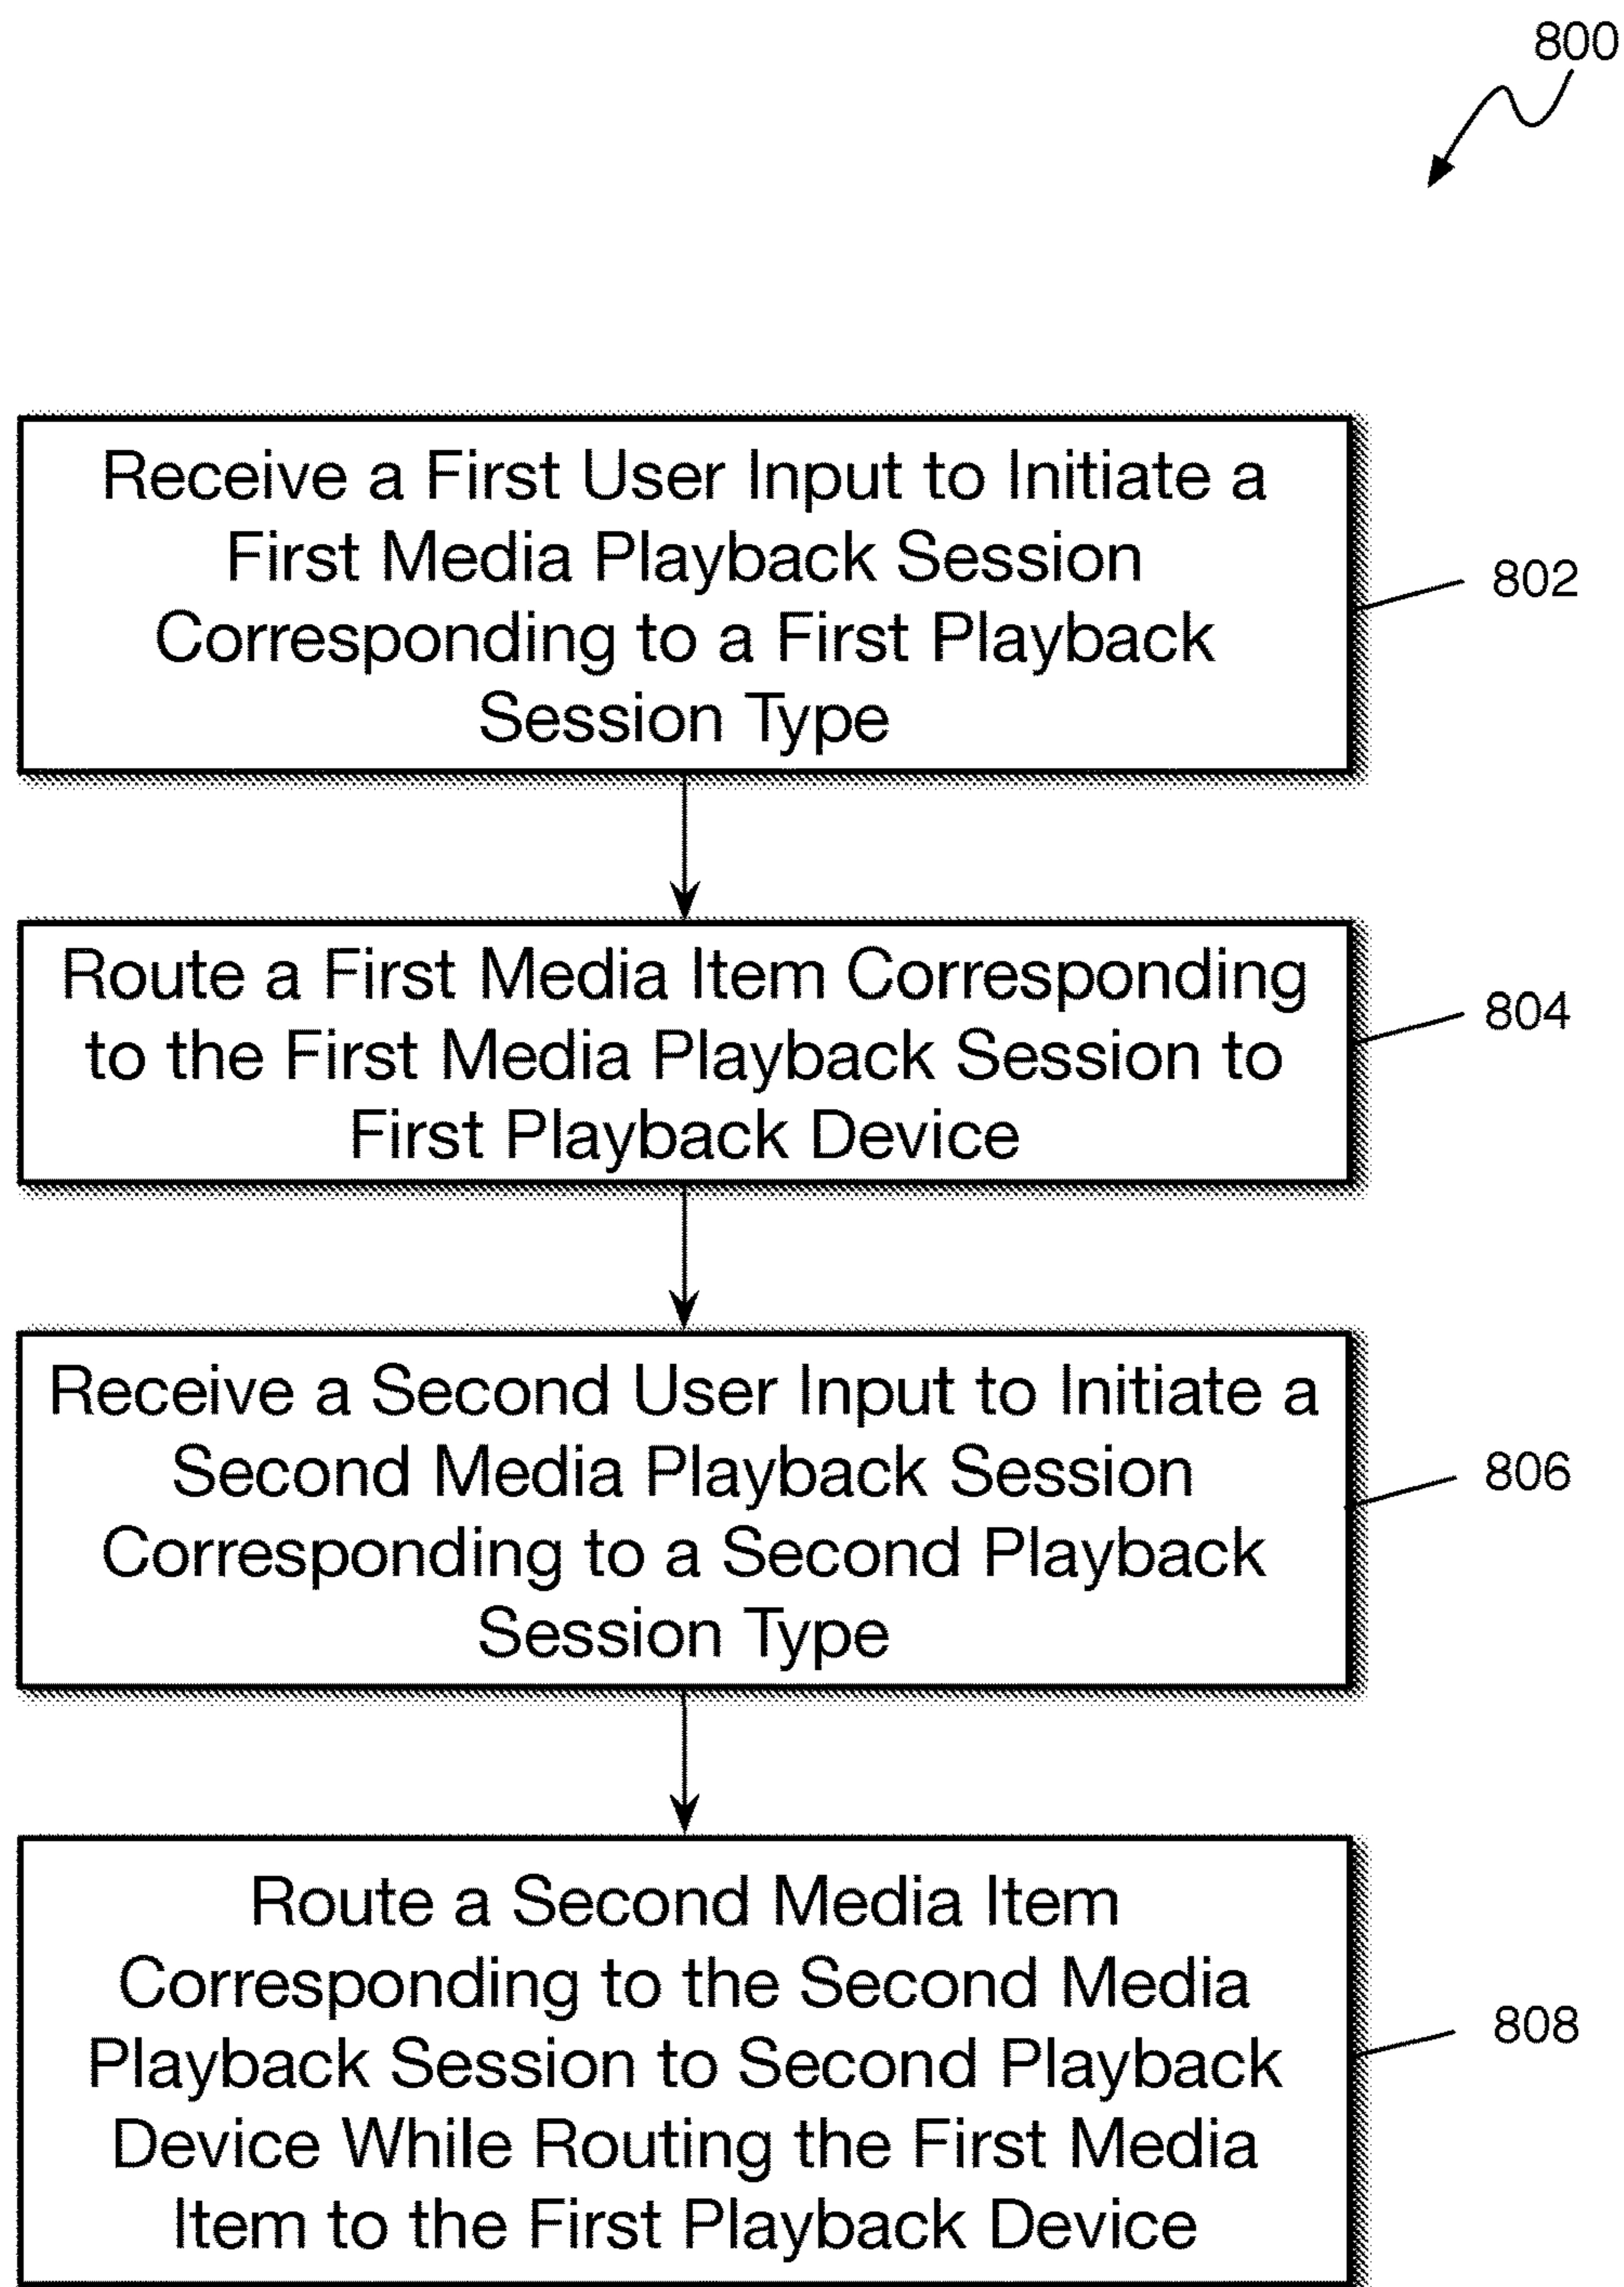 800
Receive a First User Input to Initiate a
First Media Playback Session
Corresponding to a First Playback
Session Type
802
Route a First Media Item Corresponding
to the First Media Playback Session to
First Playback Device
804
Receive a Second User Input to Initiate a
Second Media Playback Session
Corresponding to a Second Playback
Session Type
806
Route a Second Media Item
Corresponding to the Second Media
Playback Session to Second Playback
Device While Routing the First Media
Item to the First Playback Device
808